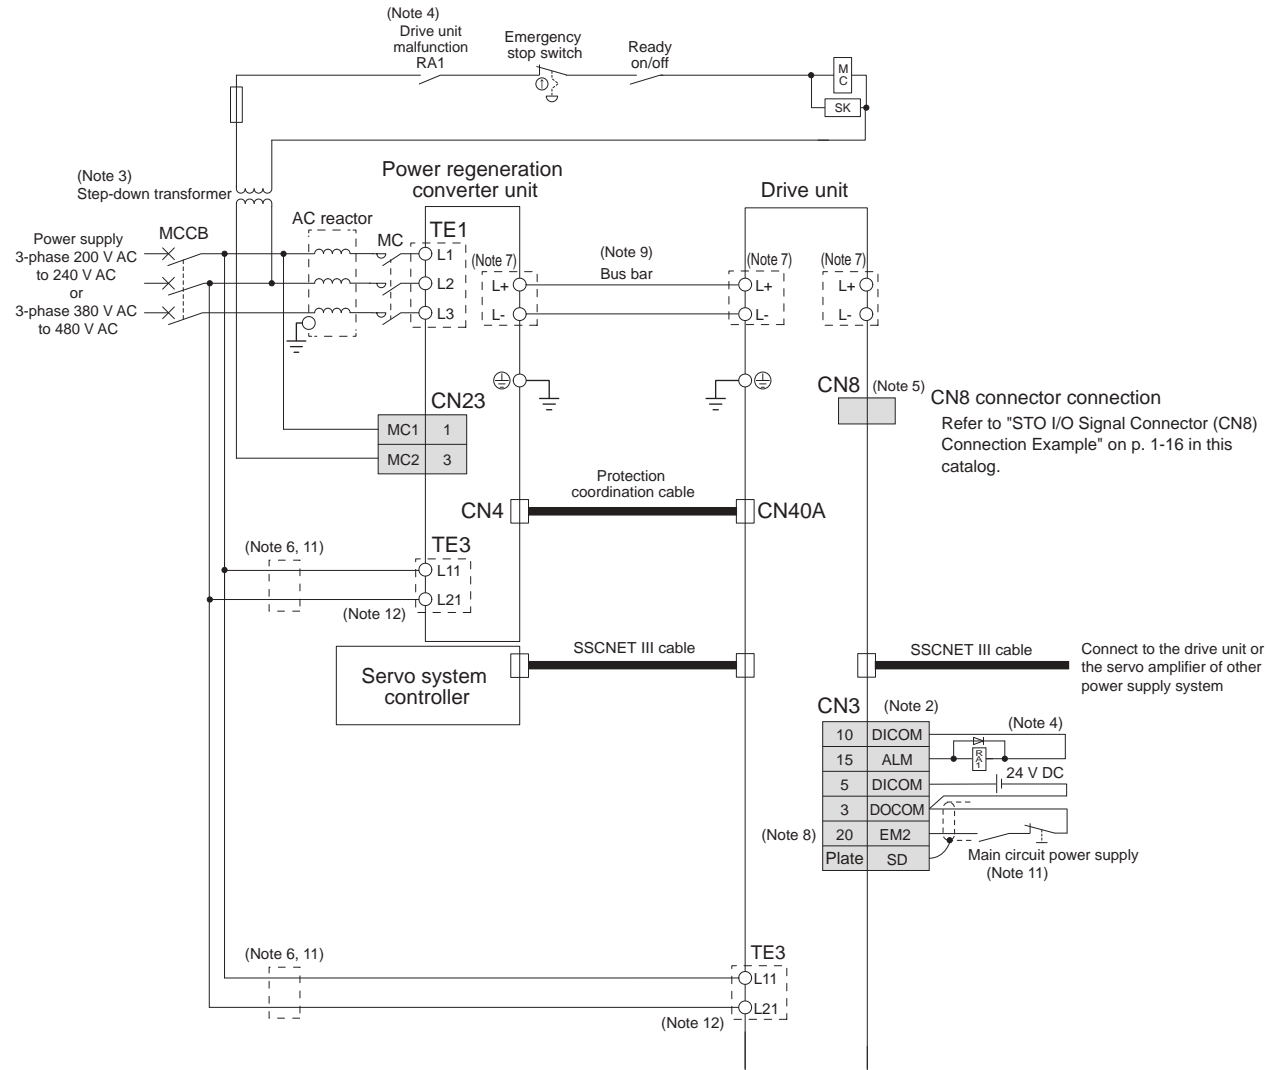 (Note 4)
Drive unit
malfunction
RA1
Emergency
stop switch
Ready
on/off
M
C
SK
(Note 3)
Step-down transformer
Power regeneration
converter unit
Drive unit
Power supply
3-phase 200 V AC
to 240 V AC
or
3-phase 380 V AC
to 480 V AC
MCCB
AC reactor
MC
TE1
L1
L2
L3
(Note 7)
L+
L-
(Note 9)
Bus bar
(Note 7)
L+
L-
(Note 7)
L+
L-
CN23
MC1 1
MC2 3
CN8 (Note 5)
CN8 connector connection
Refer to "STO I/O Signal Connector (CN8)
Connection Example" on p. 1-16 in this
catalog.
Protection
coordination cable
CN4
CN40A
(Note 6, 11)
TE3
L11
L21
(Note 12)
Servo system
controller
SSCNET III cable
SSCNET III cable
Connect to the drive unit or
the servo amplifier of other
power supply system
CN3 (Note 2)
10 DICOM
15 ALM
5 DICOM
3 DOCOM
20 EM2
Plate SD
(Note 4)
RA1
24 V DC
(Note 8)
Main circuit power supply
(Note 11)
(Note 6, 11)
TE3
L11
L21
(Note 12)